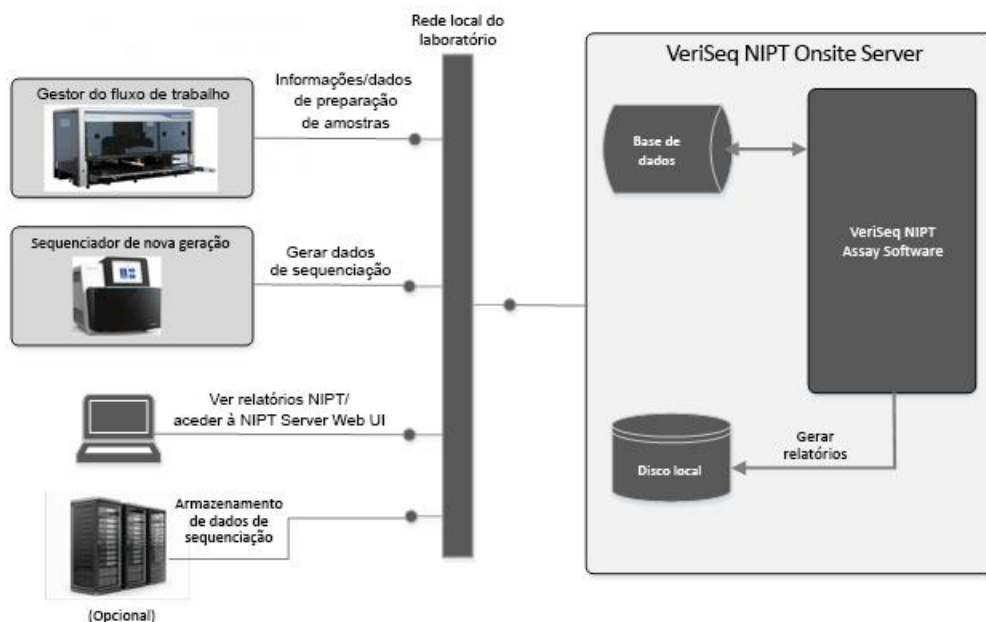 Rede local do
laboratório
VeriSeq NIPT Onsite Server
Gestor do fluxo de trabalho
Informações/dados
de preparação
de amostras
Base de
dados
VeriSeq NIPT
Assay Software
Sequenciador de nova geração
Gerar dados
de sequenciação
Ver relatórios NIPT/
aceder à NIPT Server Web UI
Gerar
relatórios
Disco local
Armazenamento
de dados de
sequenciação
(Opcional)